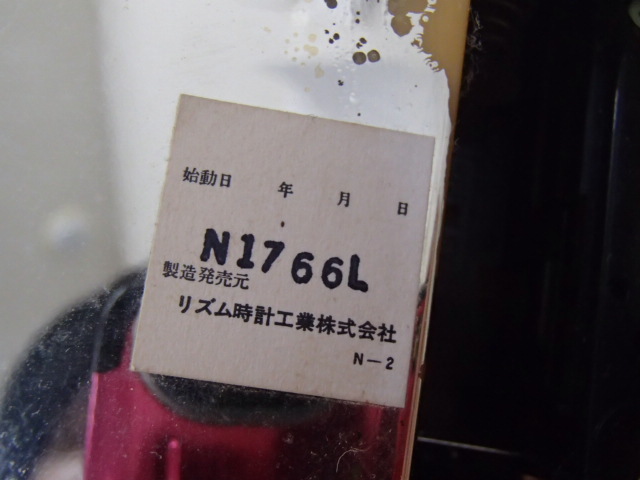 始動日 年 月 日
N1766L
製造発売元
リズム時計工業株式会社
N-2